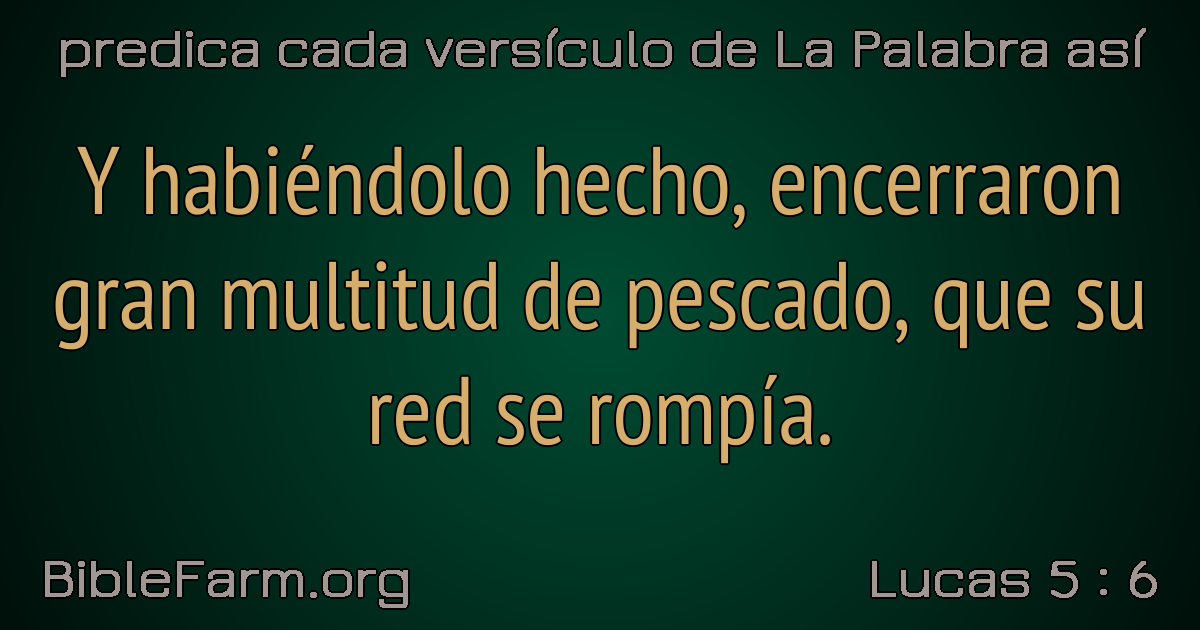 predica cada versículo de La Palabra así
Y habiéndolo hecho, encerraron
gran multitud de pescado, que su
red se rompía.
BibleFarm.org
Lucas 5 : 6